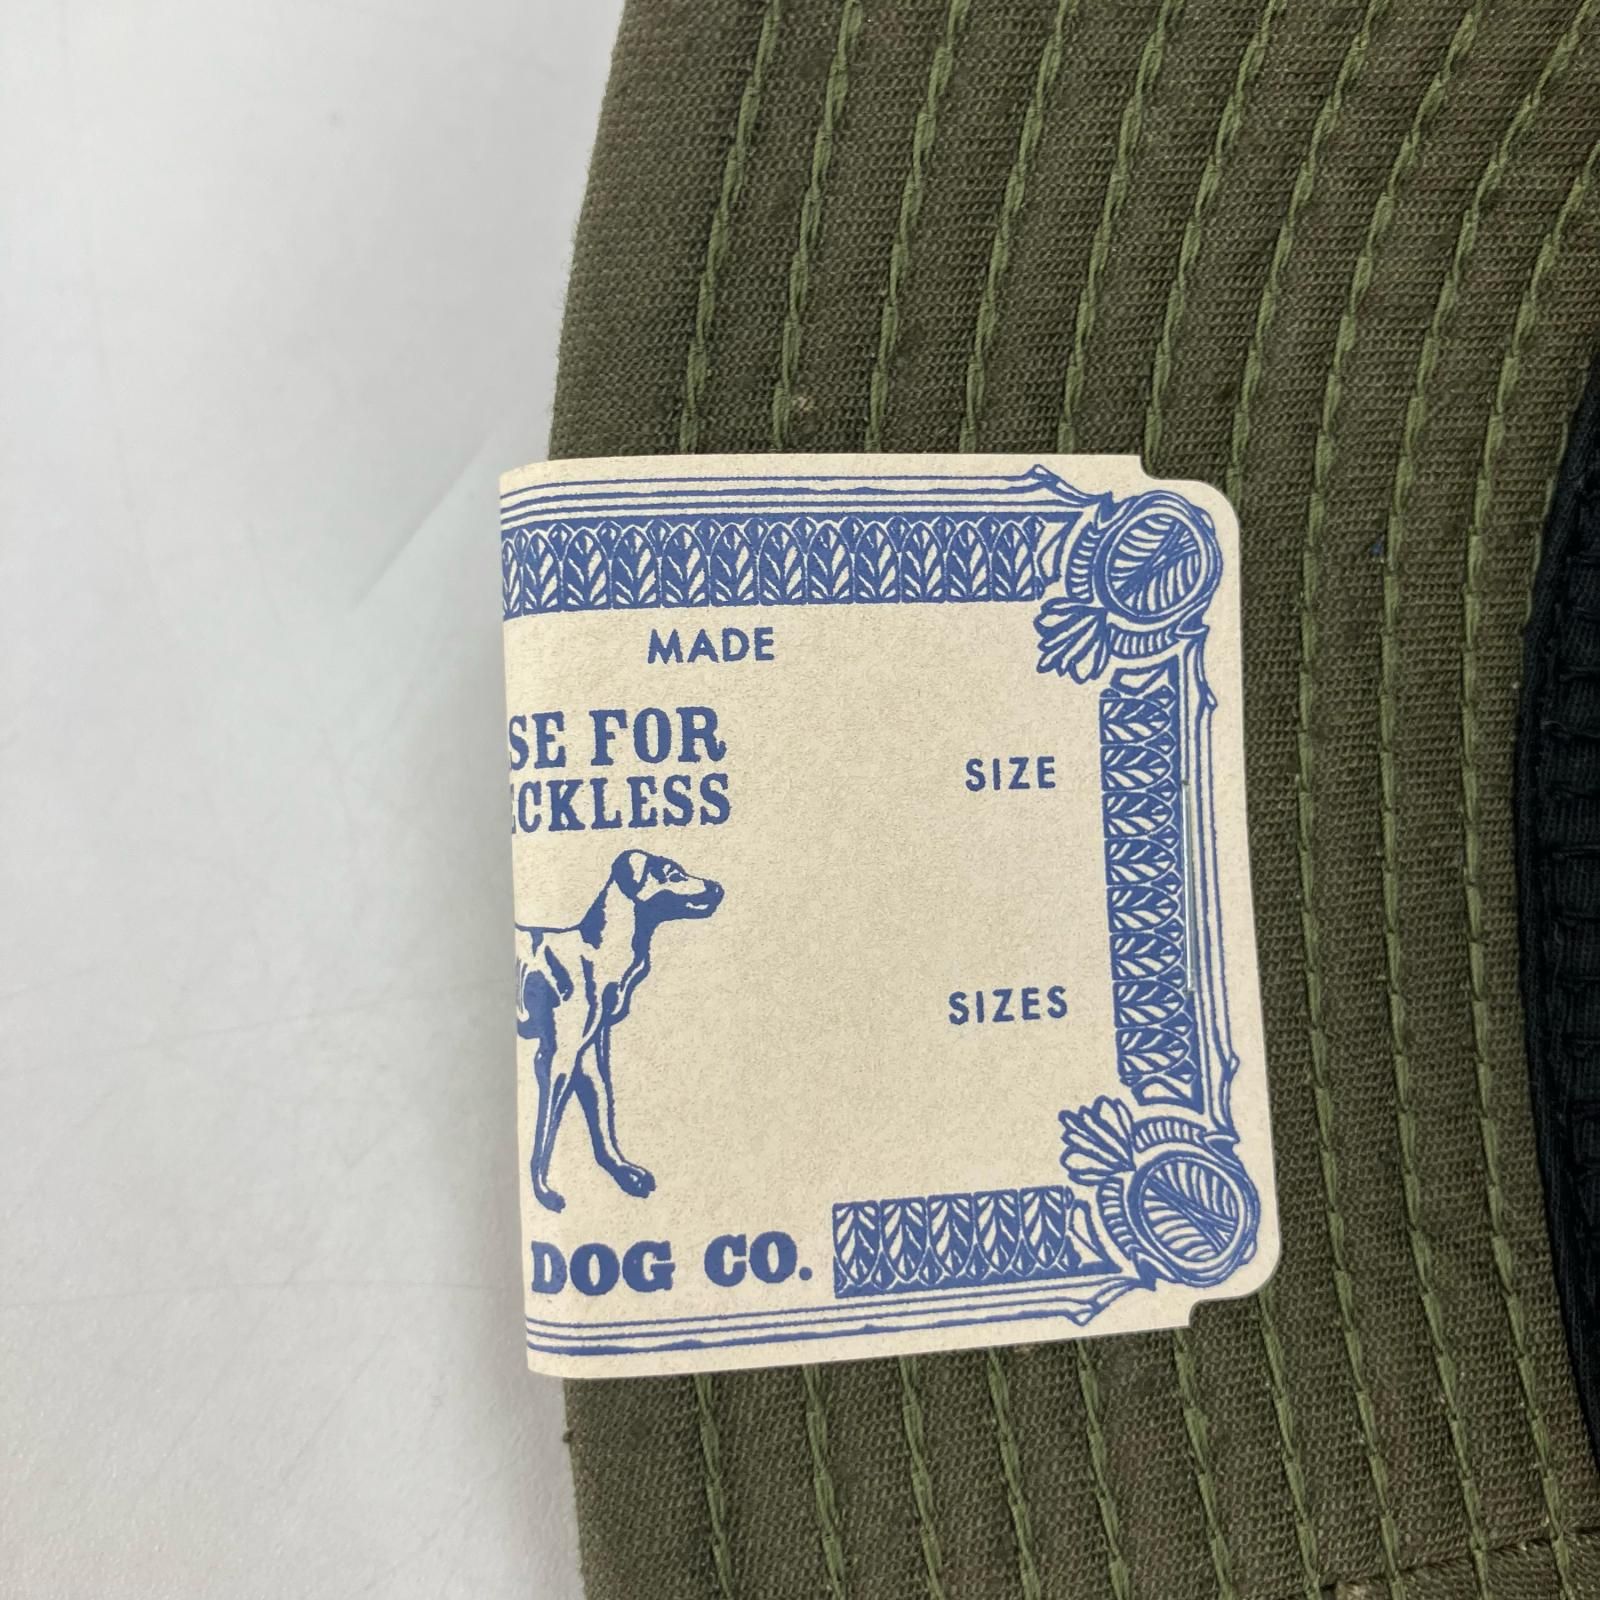 MADE
SE FOR
ECKLESS
SIZE
SIZES
DOG CO.